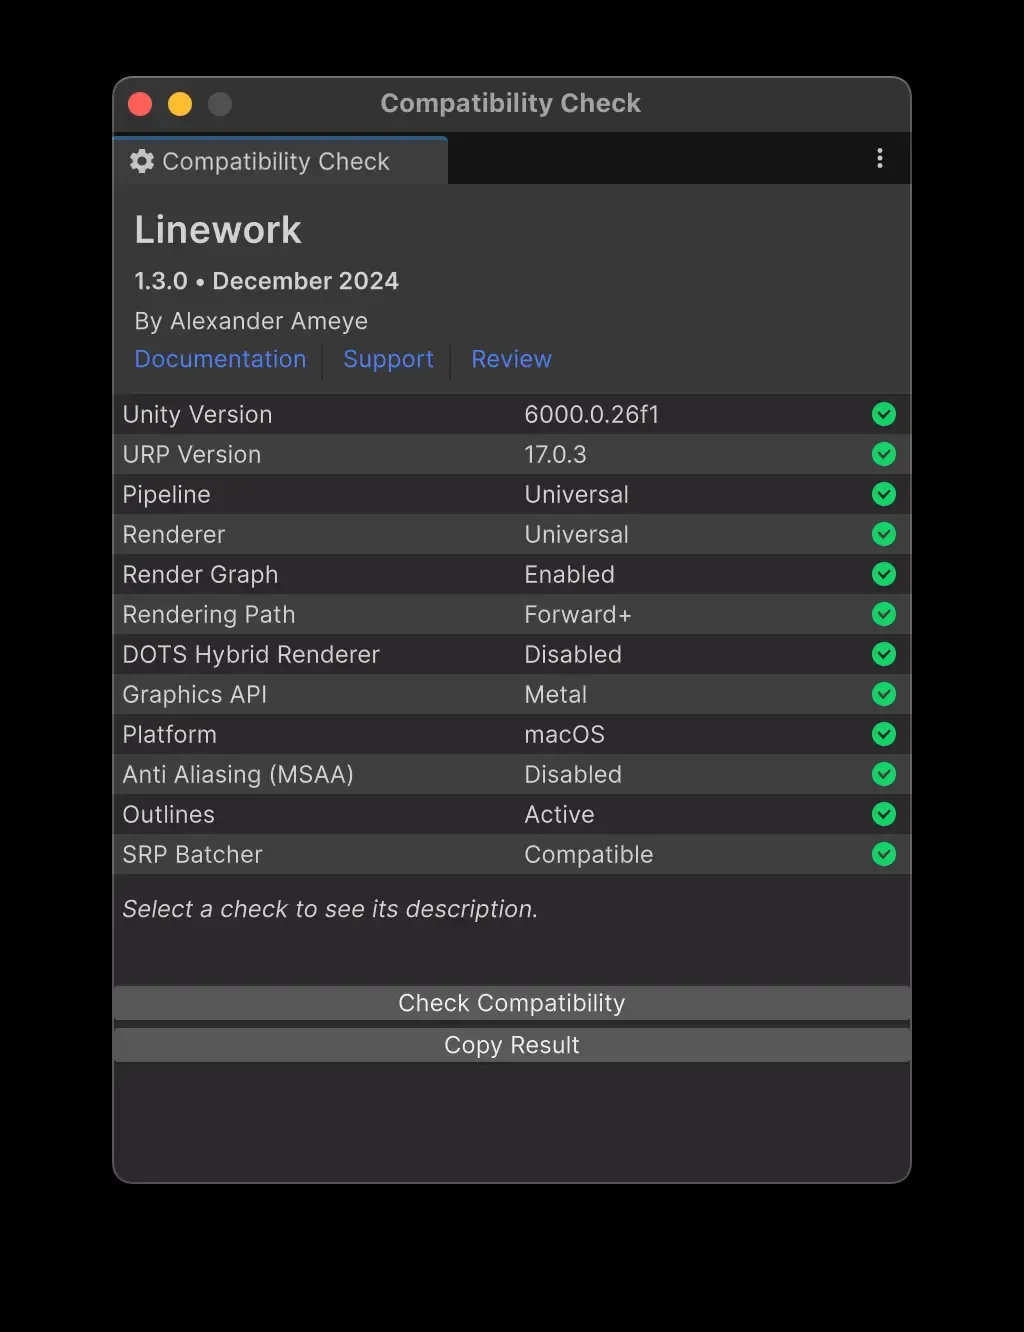 Compatibility Check
Compatibility Check
Linework
1.3.0 • December 2024
By Alexander Ameye
Documentation Support Review
Unity Version 6000.0.26f1
URP Version 17.0.3
Pipeline Universal
Renderer Universal
Render Graph Enabled
Rendering Path Forward+
DOTS Hybrid Renderer Disabled
Graphics API Metal
Platform macOS
Anti Aliasing (MSAA) Disabled
Outlines Active
SRP Batcher Compatible
Select a check to see its description.
Check Compatibility
Copy Result